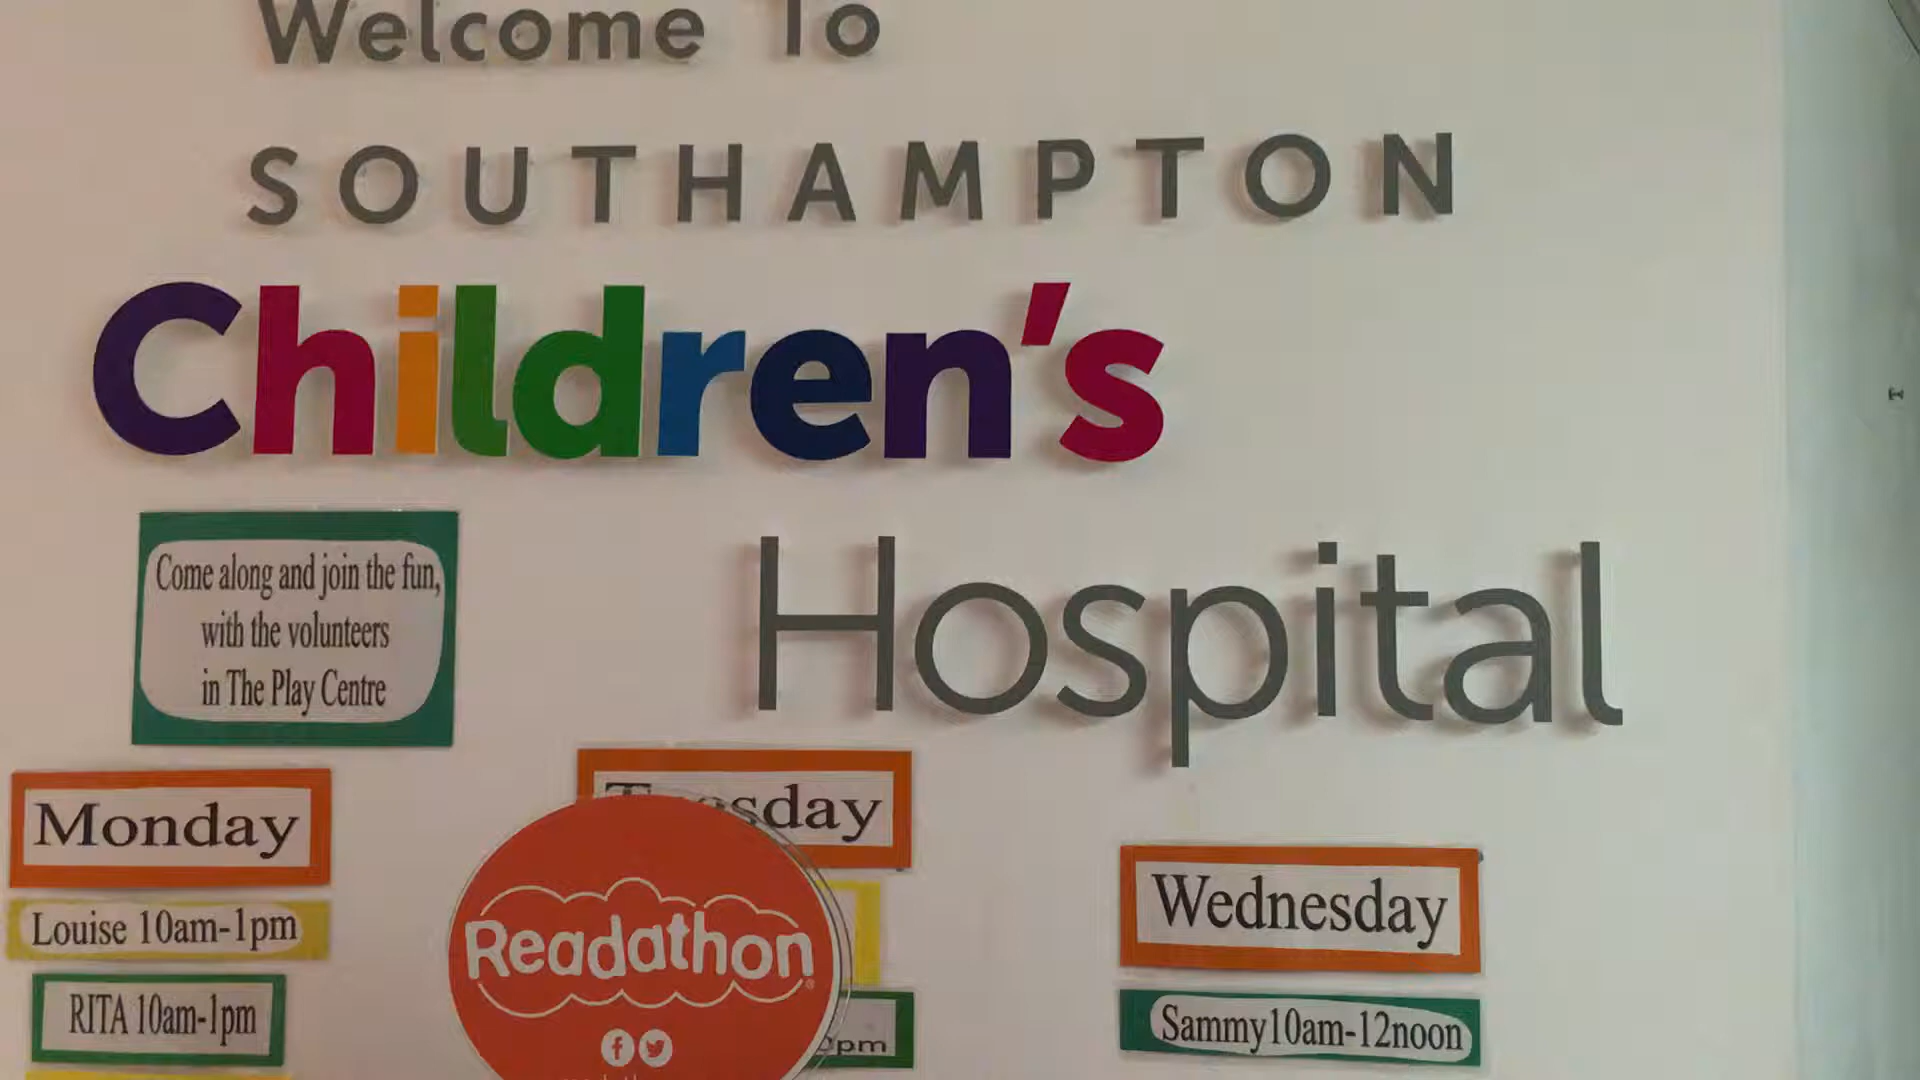 Welcome To
SOUTHAMPTON
Children's
Hospital
Come along and join the fun,
with the volunteers
in The Play Centre
Monday
Louise 10am-1pm
RITA 10am-1pm
Readathon
Wednesday
Sammy10am-12noon